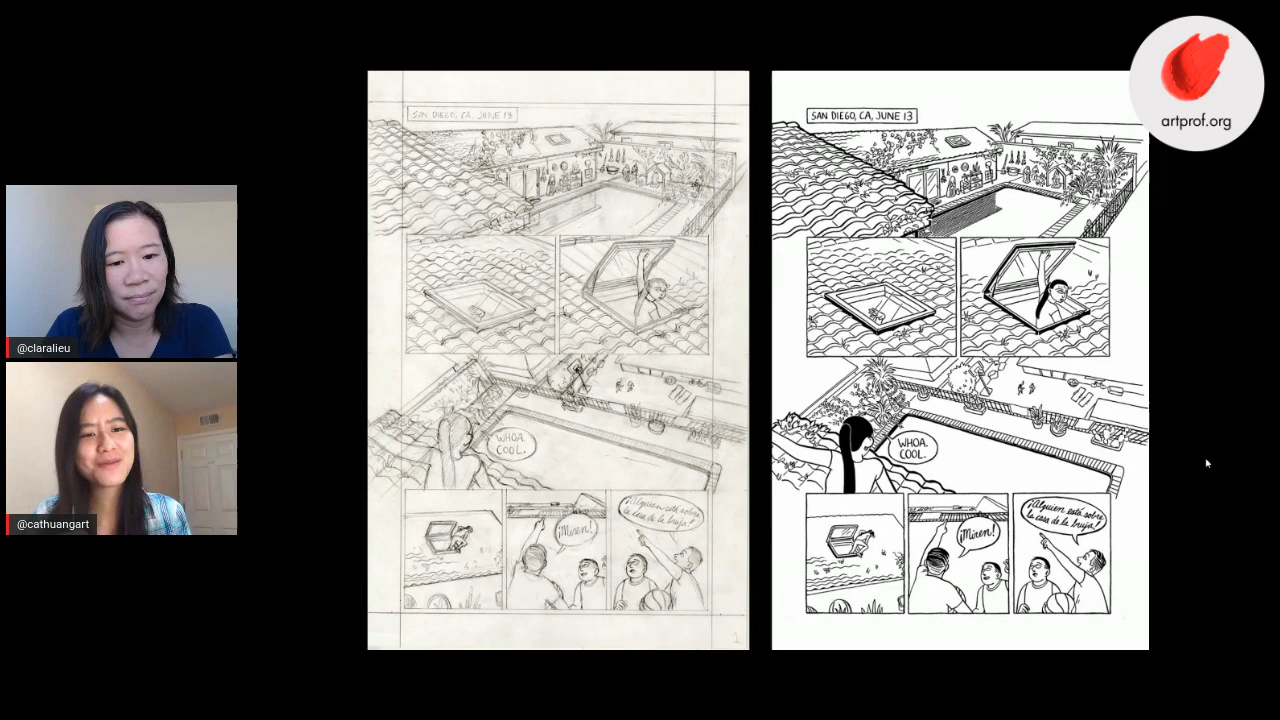 artprof.org
@claralieu
@cathuangart
SAN DIEGO, CA, JUNE 13
WHOA.
COOL.
¡Miren!
¡Alguien está sobre
la casa de la bruja!
1
SAN DIEGO, CA, JUNE 13
WHOA.
COOL.
¡Miren!
¡Alguien está sobre
la casa de la bruja!